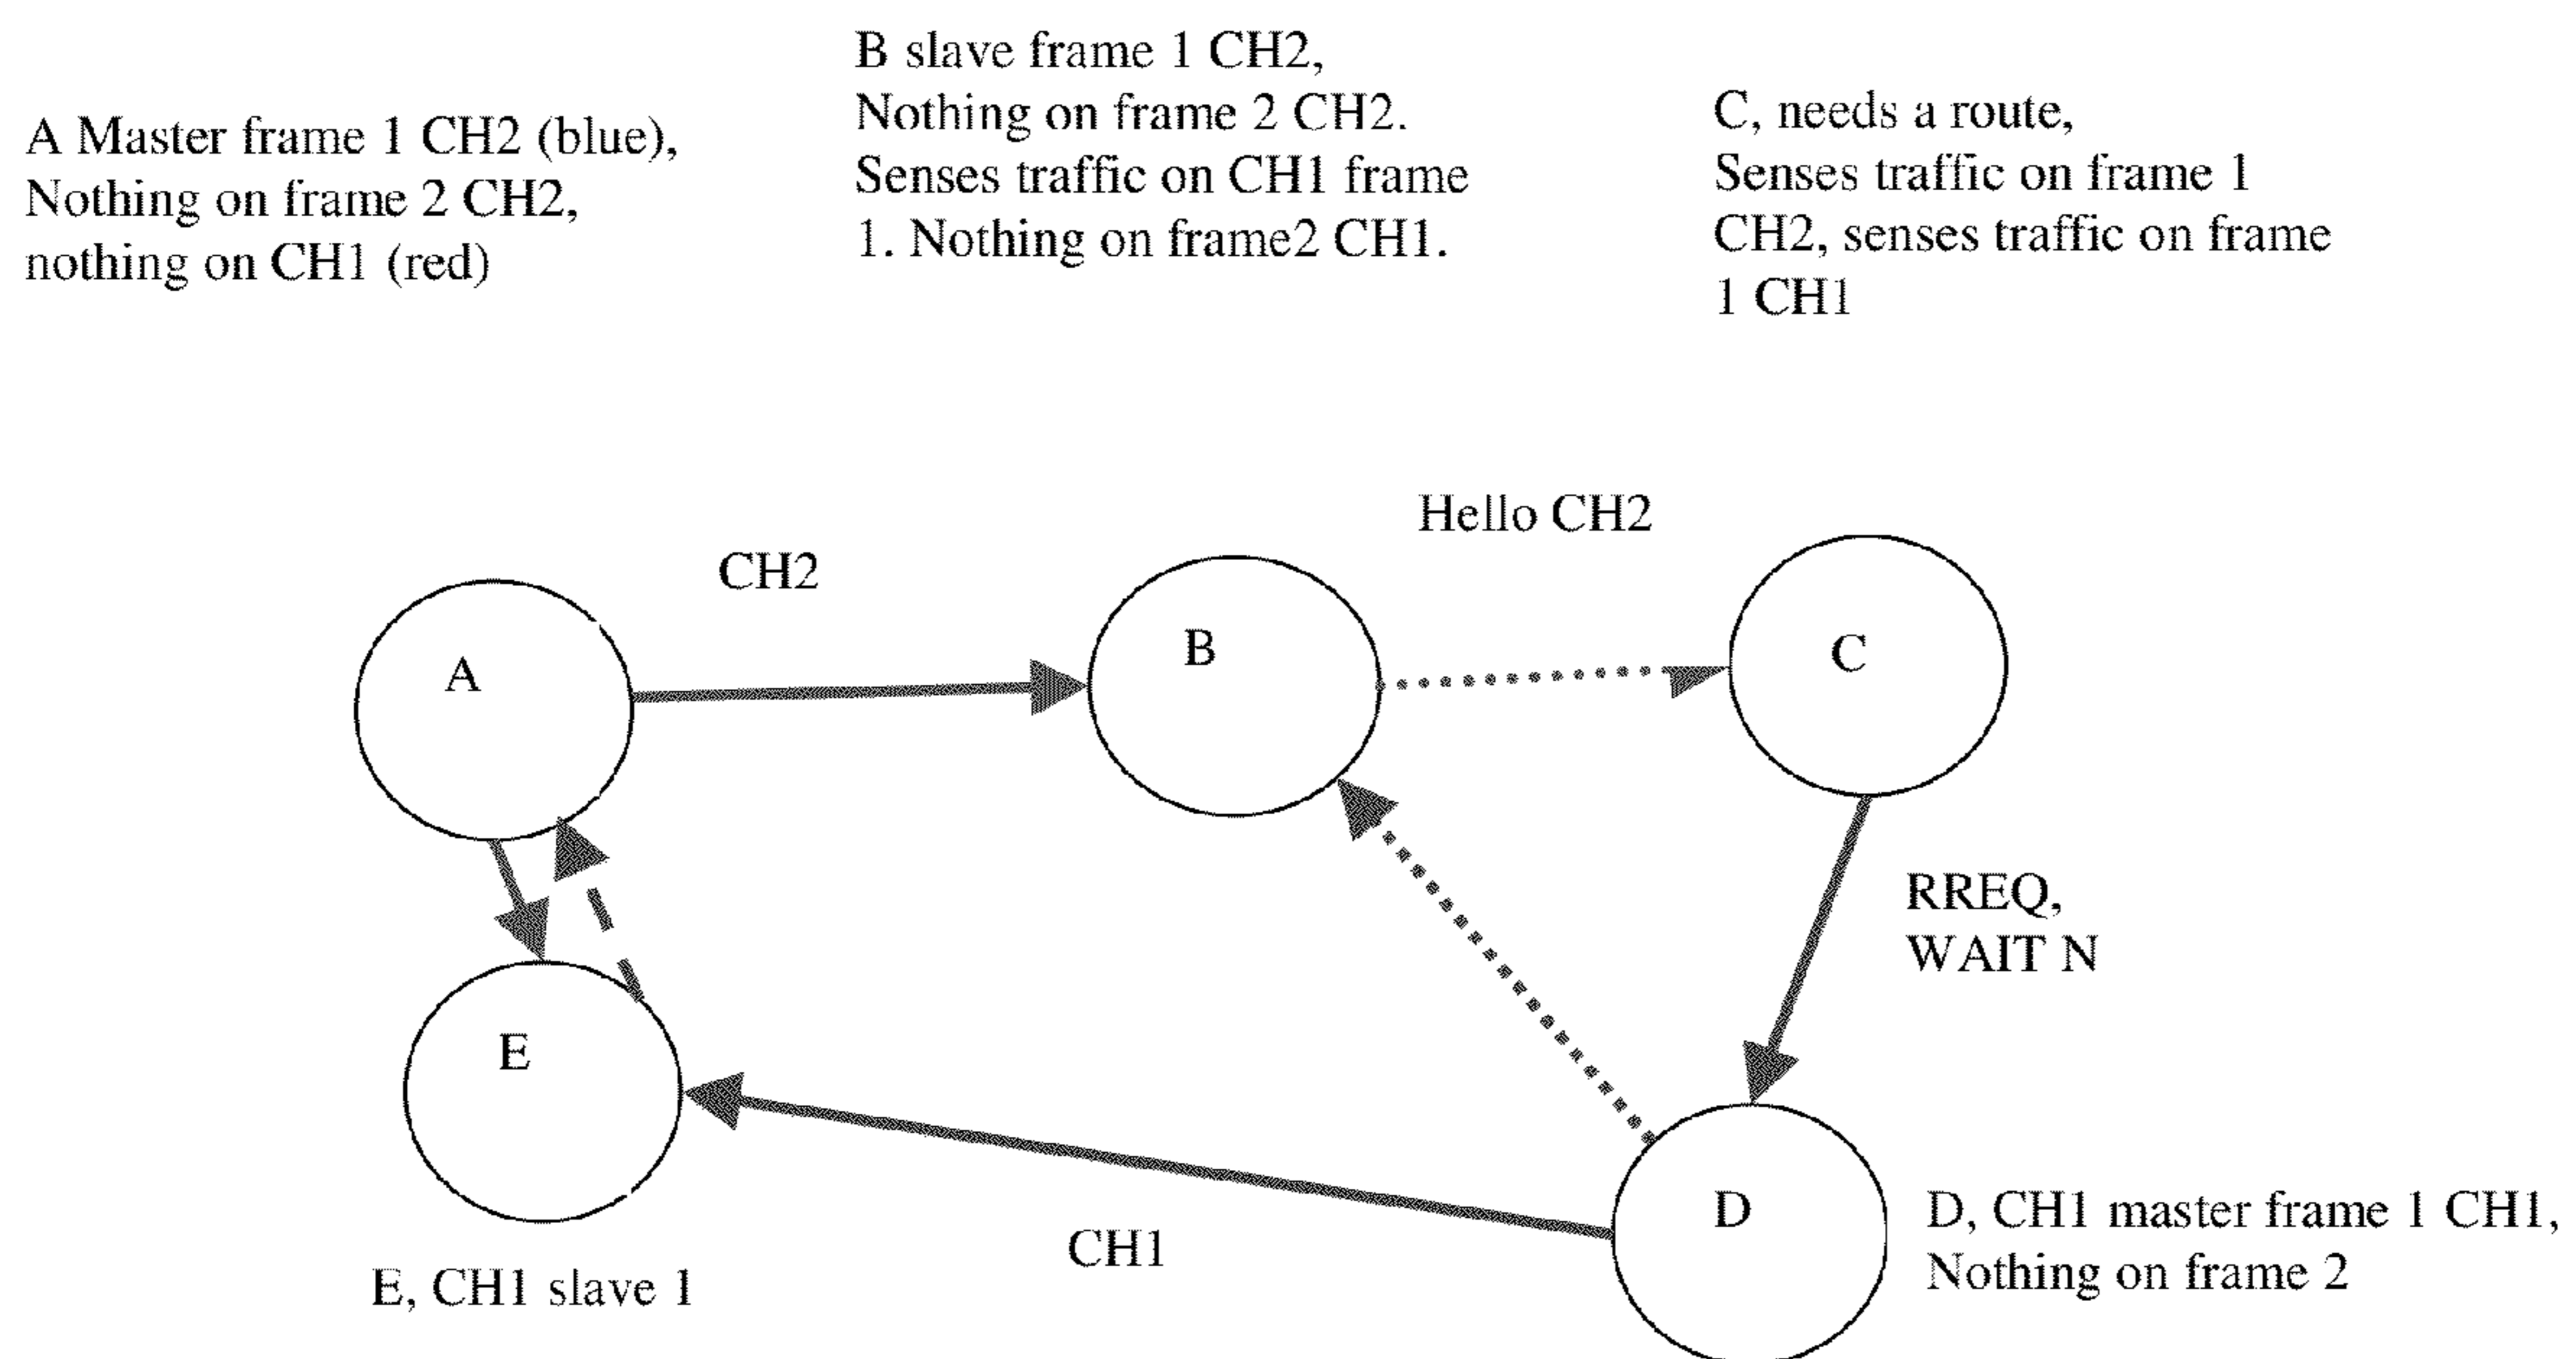 A Master frame 1 CH2 (blue),
Nothing on frame 2 CH2,
nothing on CH1 (red)
B slave frame 1 CH2,
Nothing on frame 2 CH2.
Senses traffic on CH1 frame
1. Nothing on frame2 CH1.
C, needs a route,
Senses traffic on frame 1
CH2, senses traffic on frame
1 CH1
Hello CH2
CH2
A
B
C
RREQ,
WAIT N
E
D
CH1
D, CH1 master frame 1 CH1,
Nothing on frame 2
E, CH1 slave 1